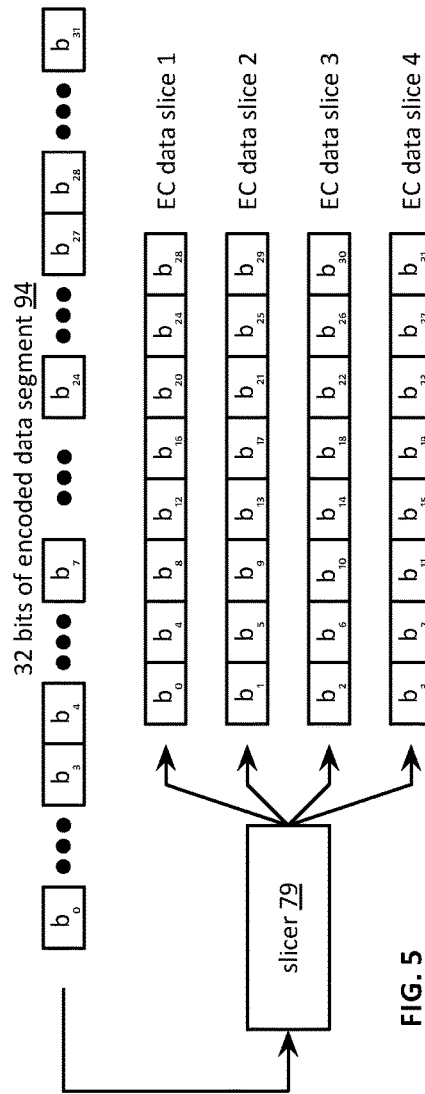 32 bits of encoded data segment 94
b0 ●●● b3 b4 ●●● b7 ●●● b24 ●●● b27 b28 ●●● b31
b0 b4 b8 b12 b16 b20 b24 b28 EC data slice 1
b1 b5 b9 b13 b17 b21 b25 b29 EC data slice 2
slicer 79
b2 b6 b10 b14 b18 b22 b26 b30 EC data slice 3
b3 b7 b11 b15 b19 b23 b27 b31 EC data slice 4
FIG. 5